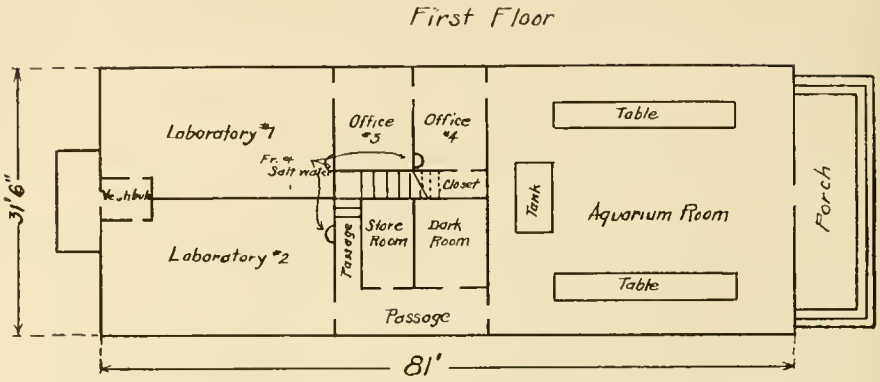 First Floor
Laboratory #1
Office
#5
Office
#4
Table
Fr. &
Salt water
Closet
Vestibule
31'6"
Tank
Aquarium Room
Porch
Passage
Store
Room
Dark
Room
Laboratory #2
Table
Passage
81'